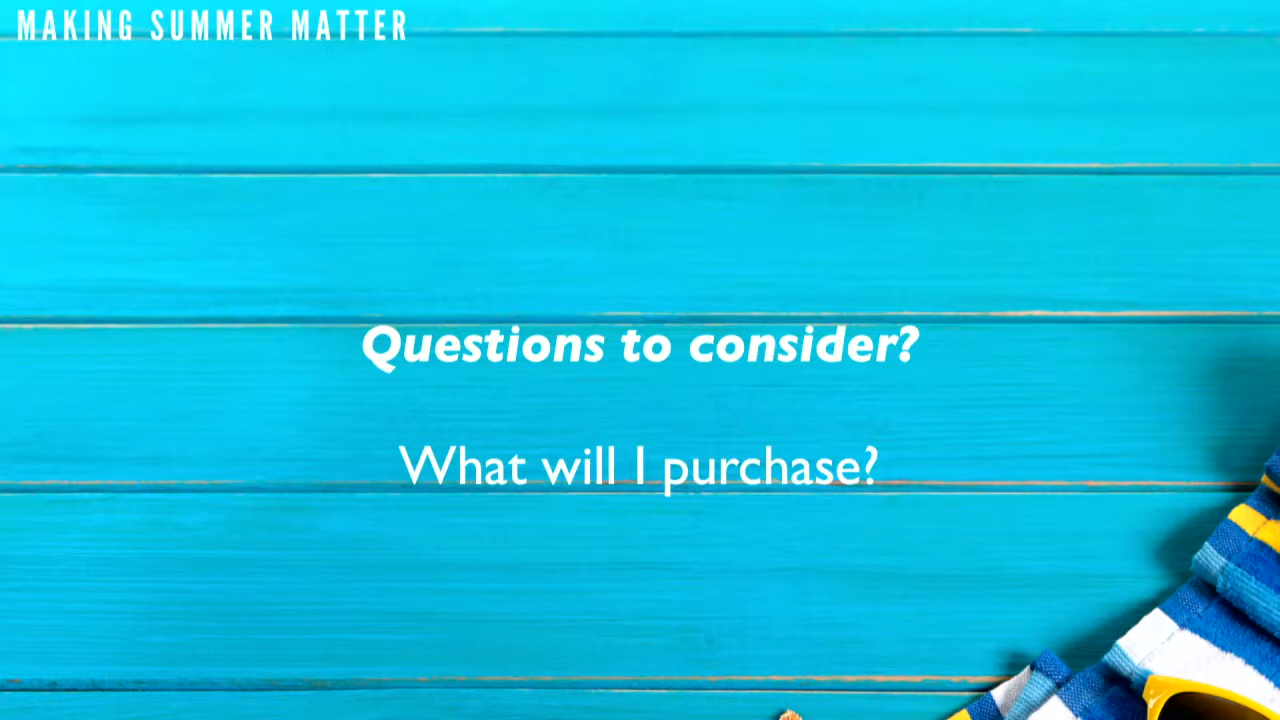 MAKING SUMMER MATTER
Questions to consider?
What will I purchase?